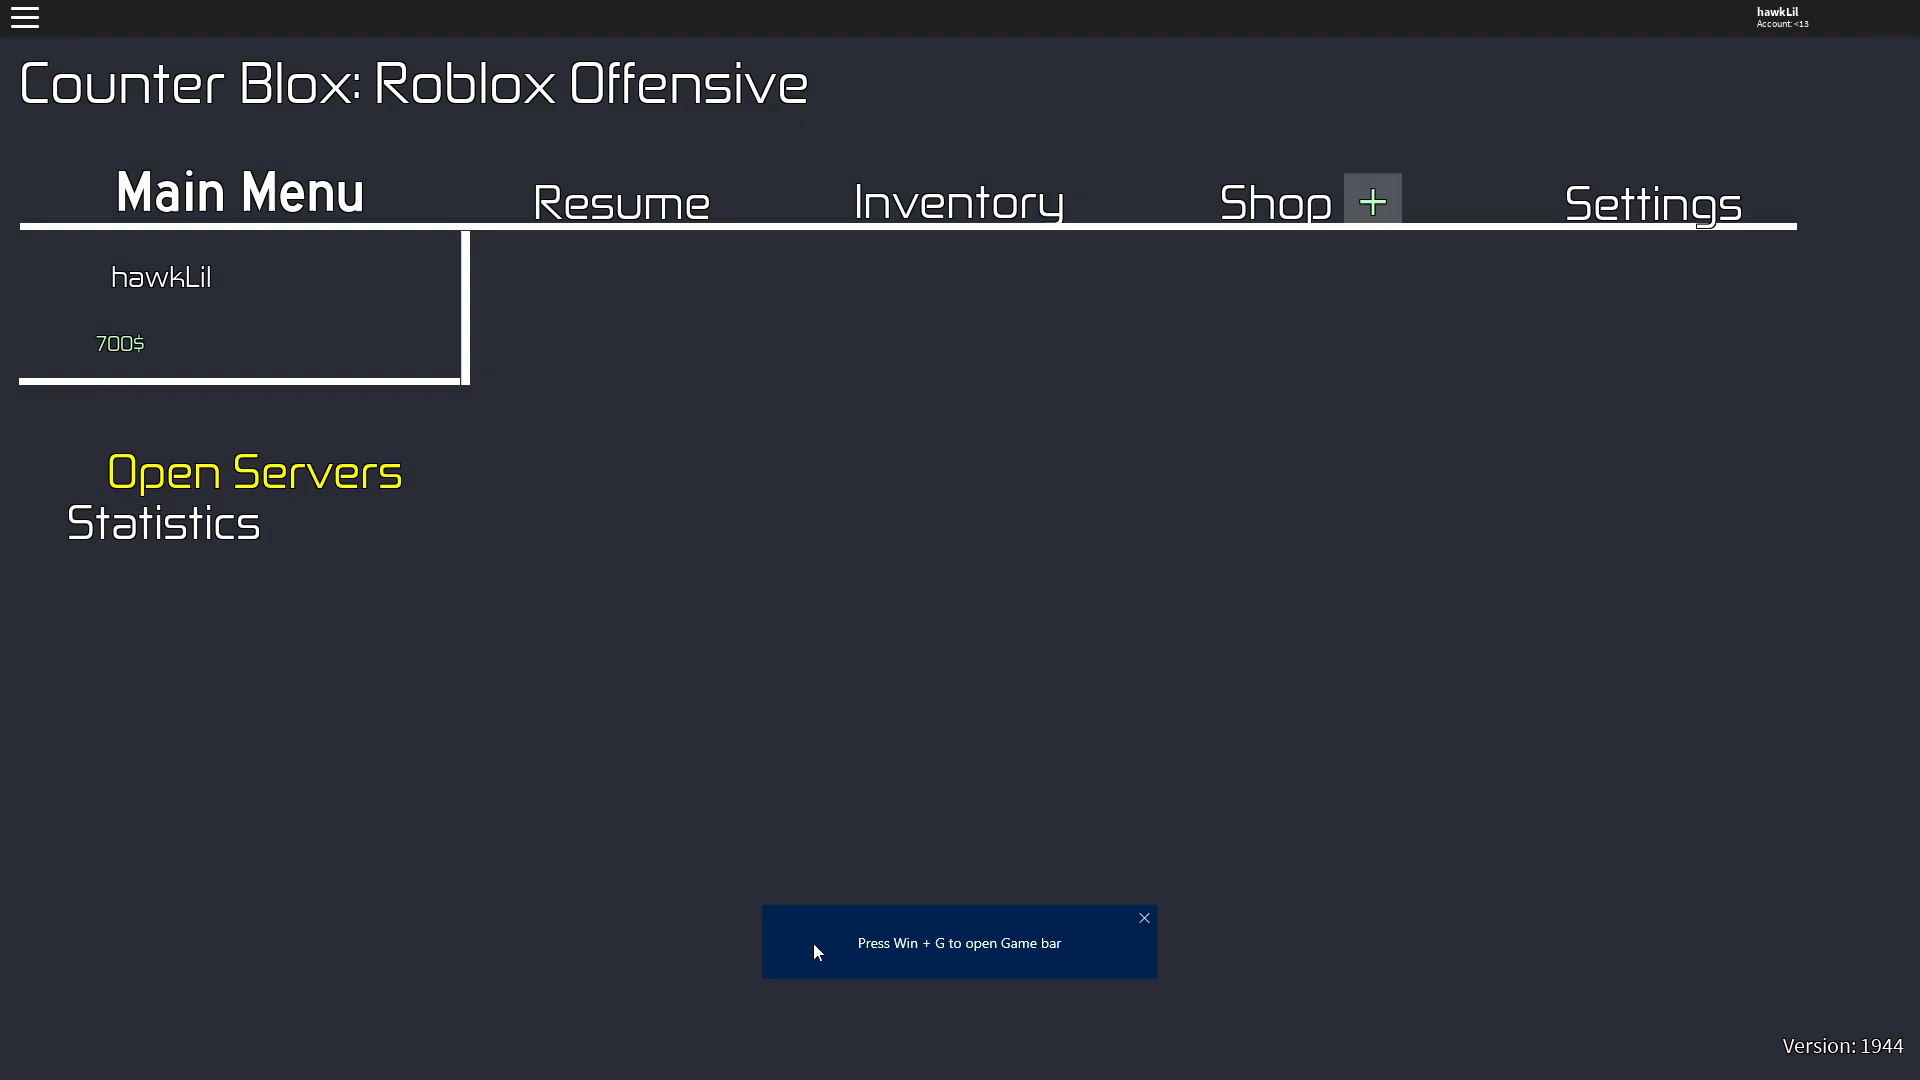 hawkLil
Account: <13
Counter Blox: Roblox Offensive
Main Menu
Resume
Inventory
Shop +
Settings
hawkLil
700$
Open Servers
Statistics
Press Win + G to open Game bar
Version: 1944